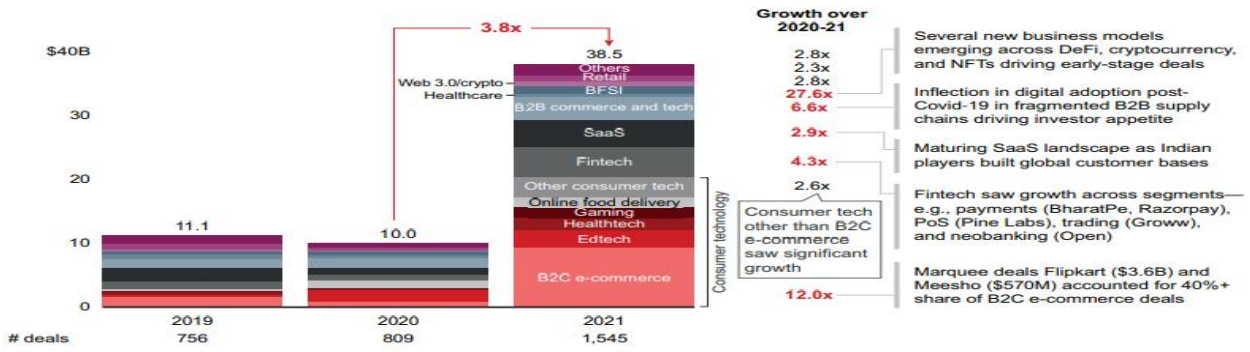 3.8x
$40B
30
20
10
0
11.1
10.0
38.5
Web 3.0/crypto
Healthcare
Others
Retail
BFSI
B2B commerce and tech
SaaS
Fintech
Other consumer tech
Online food delivery
Gaming
Healthtech
Edtech
B2C e-commerce
Consumer technology
2019
2020
2021
# deals
756
809
1,545
Growth over
2020-21
2.8x
2.3x
2.8x
27.6x
6.6x
2.9x
4.3x
2.6x
Consumer tech
other than B2C
e-commerce
saw significant
growth
12.0x
Several new business models
emerging across DeFi, cryptocurrency,
and NFTs driving early-stage deals
Inflection in digital adoption post-
Covid-19 in fragmented B2B supply
chains driving investor appetite
Maturing SaaS landscape as Indian
players built global customer bases
Fintech saw growth across segments—
e.g., payments (BharatPe, Razorpay),
PoS (Pine Labs), trading (Groww),
and neobanking (Open)
Marquee deals Flipkart ($3.6B) and
Meesho ($570M) accounted for 40%+
share of B2C e-commerce deals